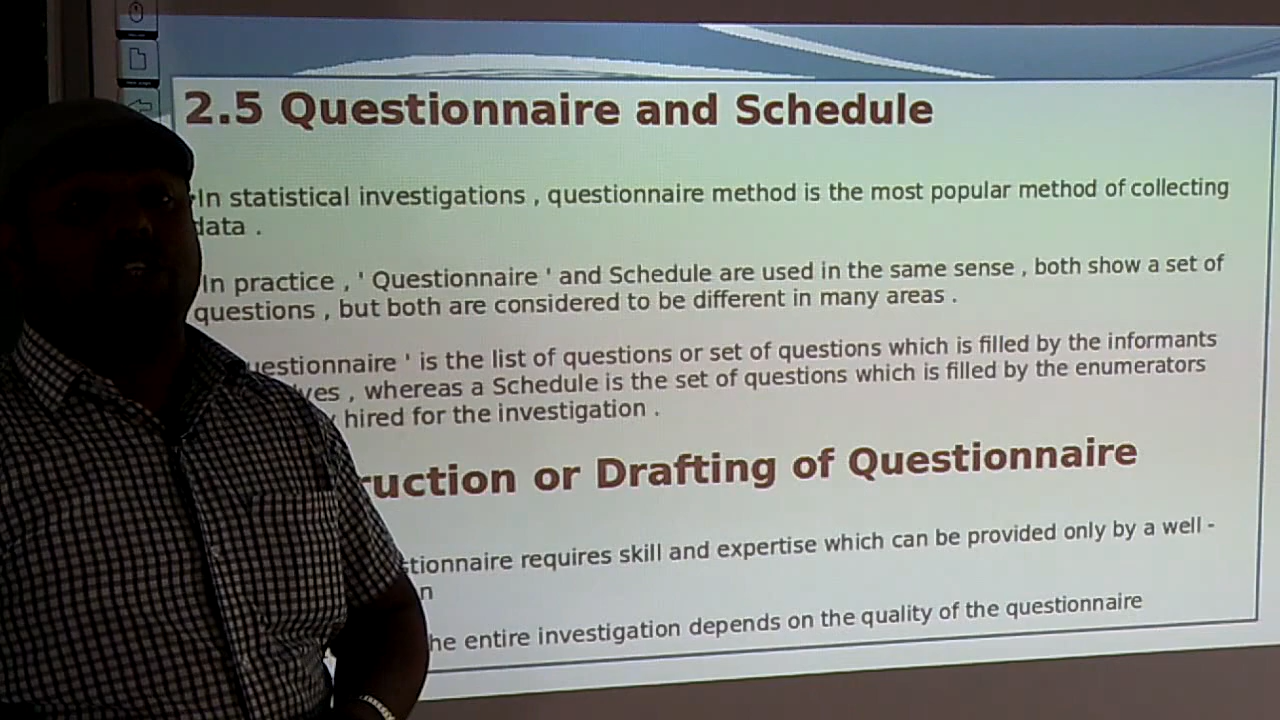 2.5 Questionnaire and Schedule
In statistical investigations , questionnaire method is the most popular method of collecting
data .
In practice , ' Questionnaire ' and Schedule are used in the same sense , both show a set of
questions , but both are considered to be different in many areas .
uestionnaire ' is the list of questions or set of questions which is filled by the informants
ves , whereas a Schedule is the set of questions which is filled by the enumerators
hired for the investigation .
ruction or Drafting of Questionnaire
tionnaire requires skill and expertise which can be provided only by a well -
n
he entire investigation depends on the quality of the questionnaire